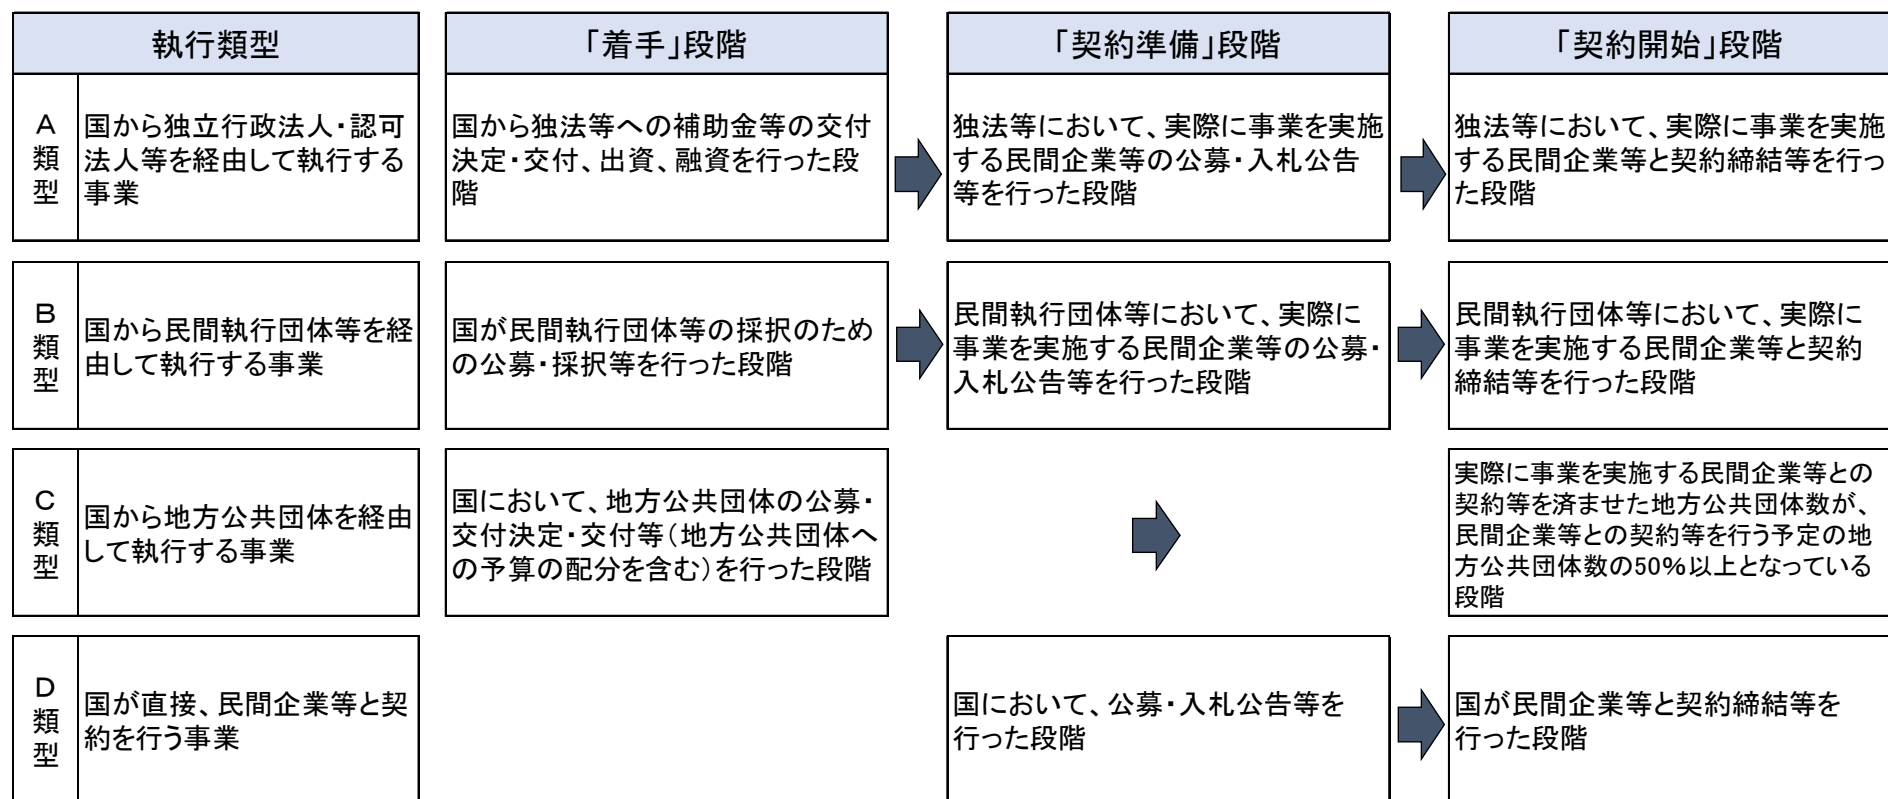 執行類型
「着手」段階
「契約準備」段階
「契約開始」段階
A類型
国から独立行政法人・認可
法人等を経由して執行する
事業
国から独法等への補助金等の交付
決定・交付、出資、融資を行った段
階
独法等において、実際に事業を実施
する民間企業等の公募・入札公告
等を行った段階
独法等において、実際に事業を実施
する民間企業等と契約締結等を行っ
た段階
B類型
国から民間執行団体等を経
由して執行する事業
国が民間執行団体等の採択のため
の公募・採択等を行った段階
民間執行団体等において、実際に
事業を実施する民間企業等の公募・
入札公告等を行った段階
民間執行団体等において、実際に
事業を実施する民間企業等と契約
締結等を行った段階
C類型
国から地方公共団体を経由
して執行する事業
国において、地方公共団体の公募・
交付決定・交付等(地方公共団体へ
の予算の配分を含む)を行った段階
実際に事業を実施する民間企業等との
契約等を済ませた地方公共団体数が、
民間企業等との契約等を行う予定の地
方公共団体数の50%以上となっている
段階
D類型
国が直接、民間企業等と契
約を行う事業
国において、公募・入札公告等を
行った段階
国が民間企業等と契約締結等を
行った段階